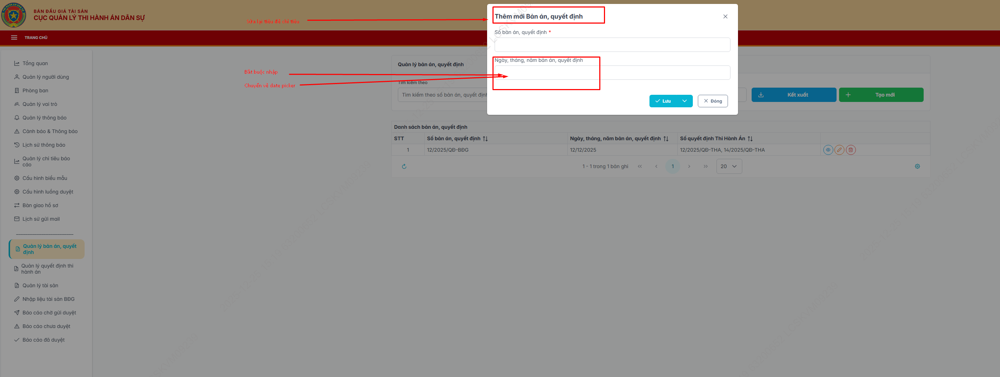 BÁN ĐẤU GIÁ TÀI SẢN
CỤC QUẢN LÝ THI HÀNH ÁN DÂN SỰ
TRANG CHỦ
Sửa lại tiêu đề chỉ tiêu
Thêm mới Bản án, quyết định
Số bản án, quyết định *
Ngày, tháng, năm bản án, quyết định
Bắt buộc nhập
Chuyển về date picker
Lưu
Đóng
Tổng quan
Quản lý người dùng
Phòng ban
Quản lý vai trò
Quản lý thông báo
Cảnh báo & Thông báo
Lịch sử thông báo
Quản lý chỉ tiêu báo
cáo
Cấu hình biểu mẫu
Cấu hình luồng duyệt
Bàn giao hồ sơ
Lịch sử gửi mail
Quản lý bản án, quyết
định
Quản lý quyết định thi
hành án
Quản lý tài sản
Nhập liệu tài sản BĐG
Báo cáo chờ gửi duyệt
Báo cáo chưa duyệt
Báo cáo đã duyệt
Quản lý bản án, quyết định
Tìm kiếm theo
Tìm kiếm theo số bản án, quyết định
Kết xuất
Tạo mới
Danh sách bản án, quyết định
STT Số bản án, quyết định Ngày, tháng, năm bản án, quyết định Số quyết định Thi Hành Án
1 12/2025/QĐ-BĐG 12/12/2025 12/2025/QĐ-THA, 14/2025/QĐ-THA
1 - 1 trong 1 bản ghi 1 20